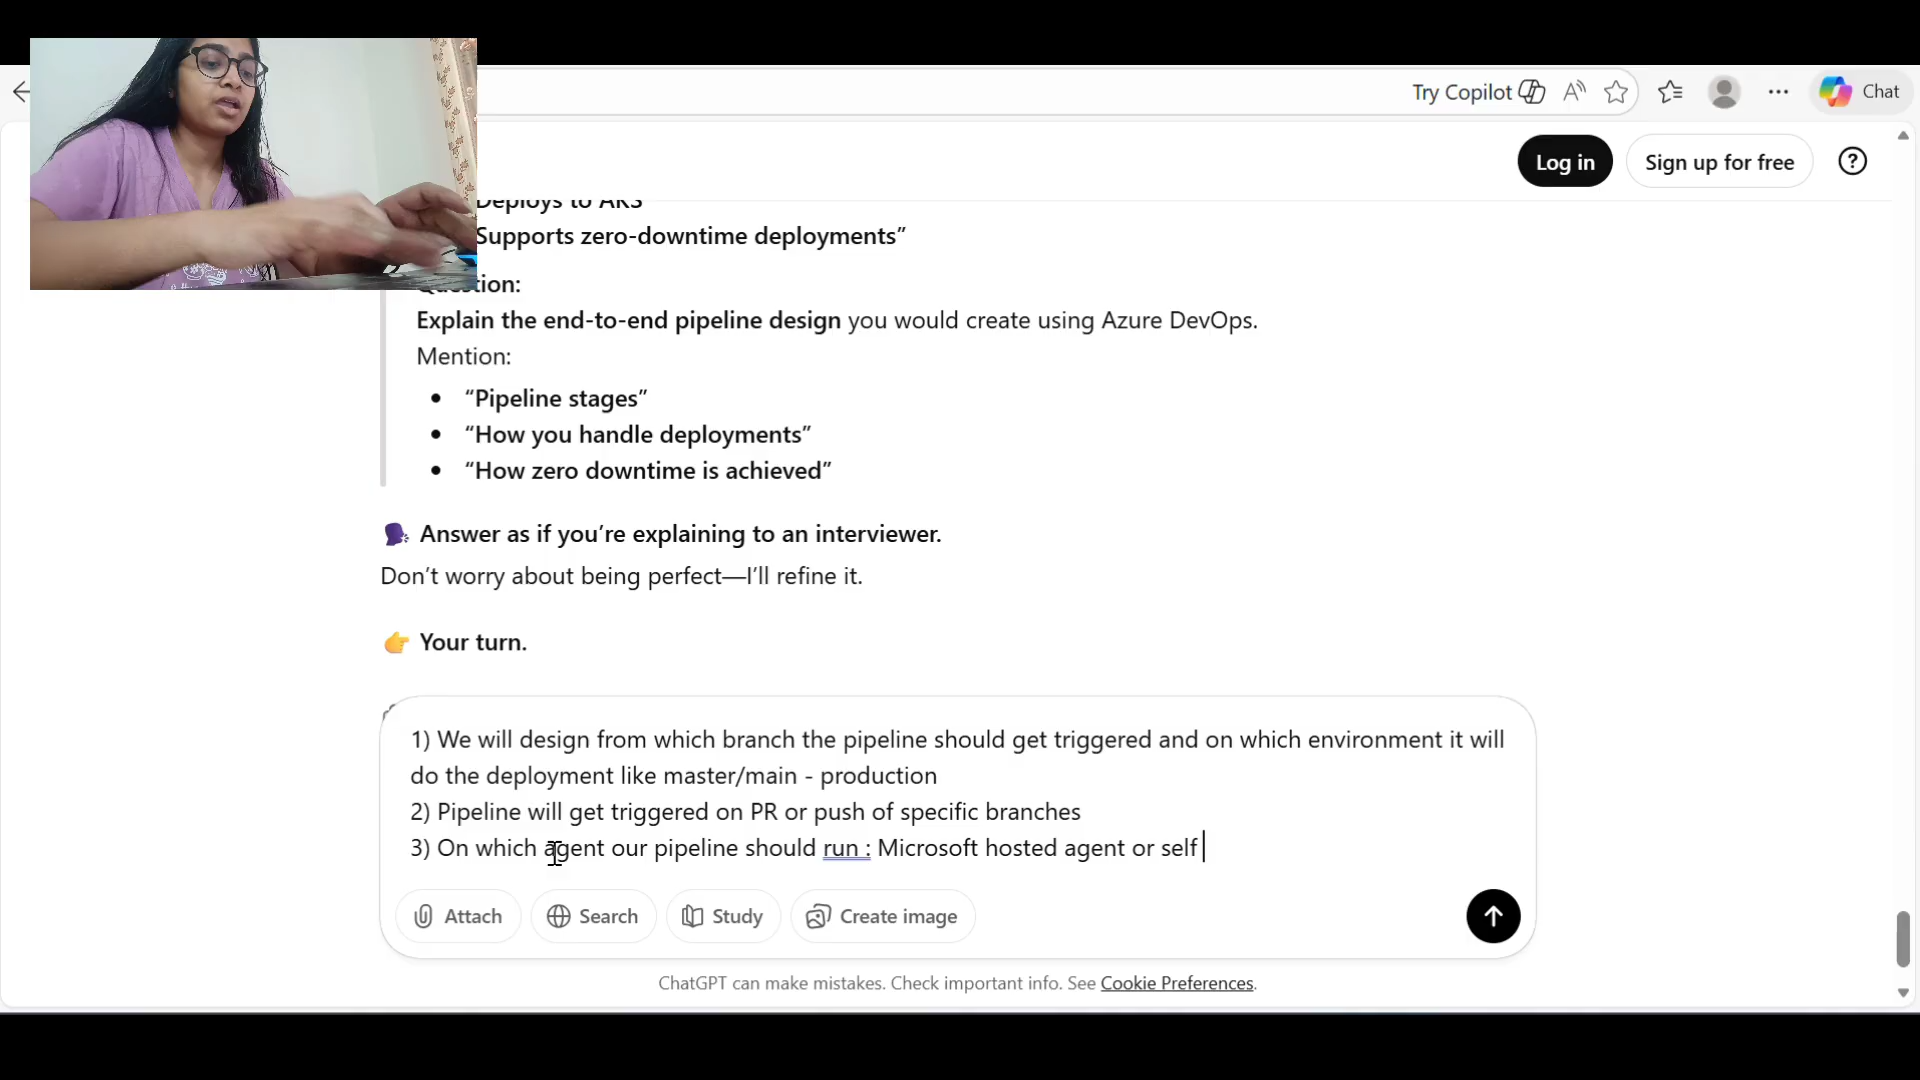 Try Copilot
Chat
Log in
Sign up for free
Deploys to AKS
Supports zero-downtime deployments”
Question:
Explain the end-to-end pipeline design you would create using Azure DevOps.
Mention:
“Pipeline stages”
“How you handle deployments”
“How zero downtime is achieved”
Answer as if you’re explaining to an interviewer.
Don’t worry about being perfect—I’ll refine it.
Your turn.
1) We will design from which branch the pipeline should get triggered and on which environment it will
do the deployment like master/main - production
2) Pipeline will get triggered on PR or push of specific branches
3) On which agent our pipeline should run : Microsoft hosted agent or self
Attach
Search
Study
Create image
ChatGPT can make mistakes. Check important info. See Cookie Preferences.